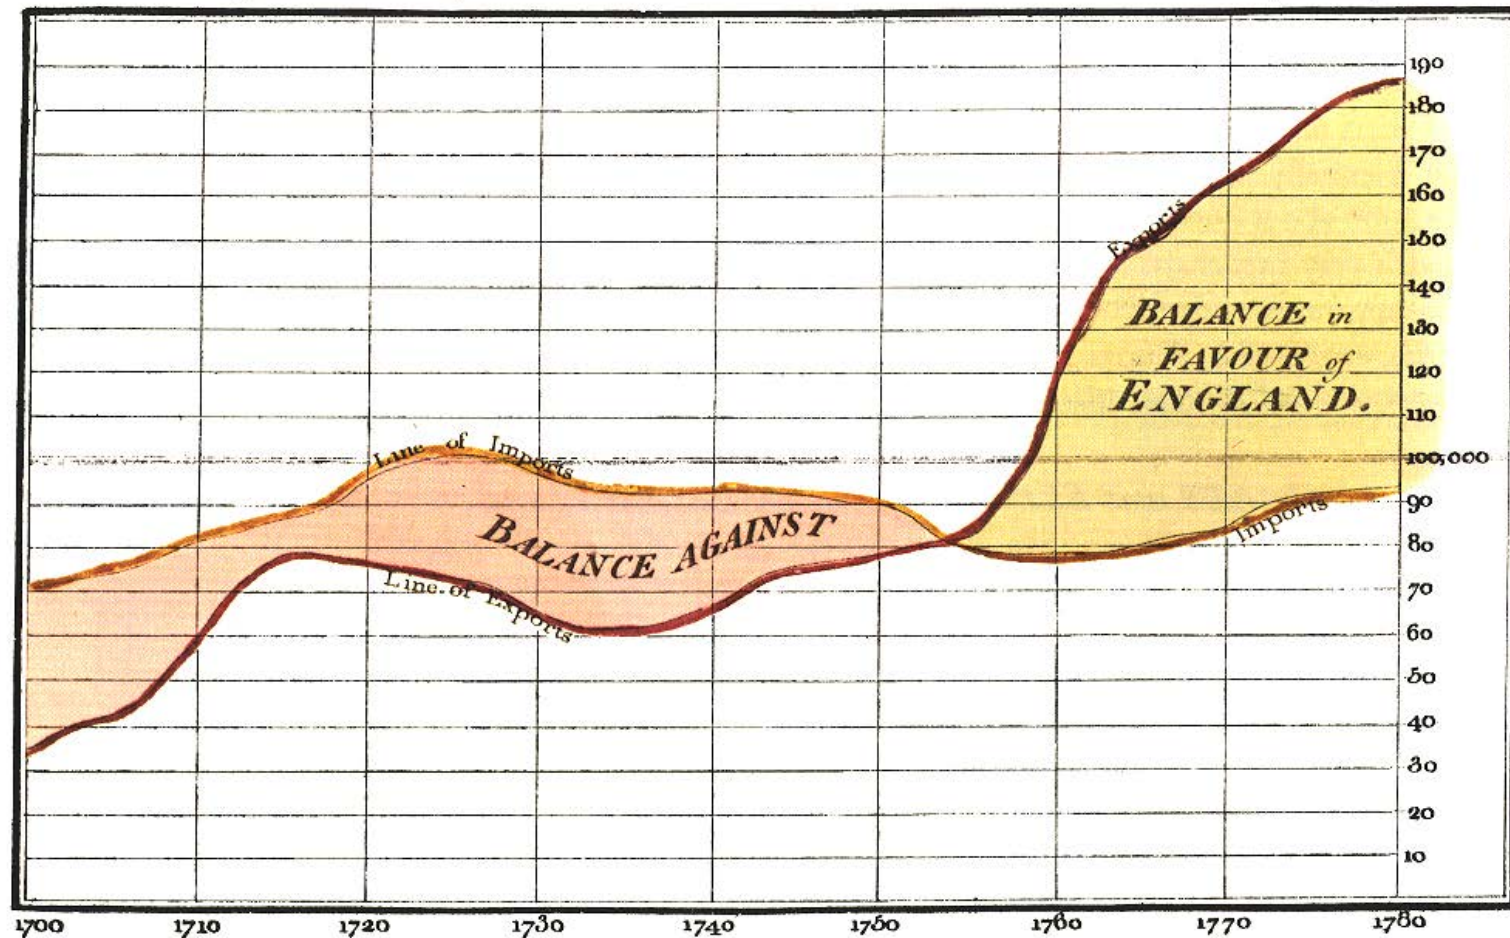 190
180
170
160
150
140
130
120
110
100,000
90
80
70
60
50
40
30
20
10
Exports
BALANCE in
FAVOUR of
ENGLAND.
Line of Imports
BALANCE AGAINST
Imports
Line of Exports
1700 1710 1720 1730 1740 1750 1760 1770 1780